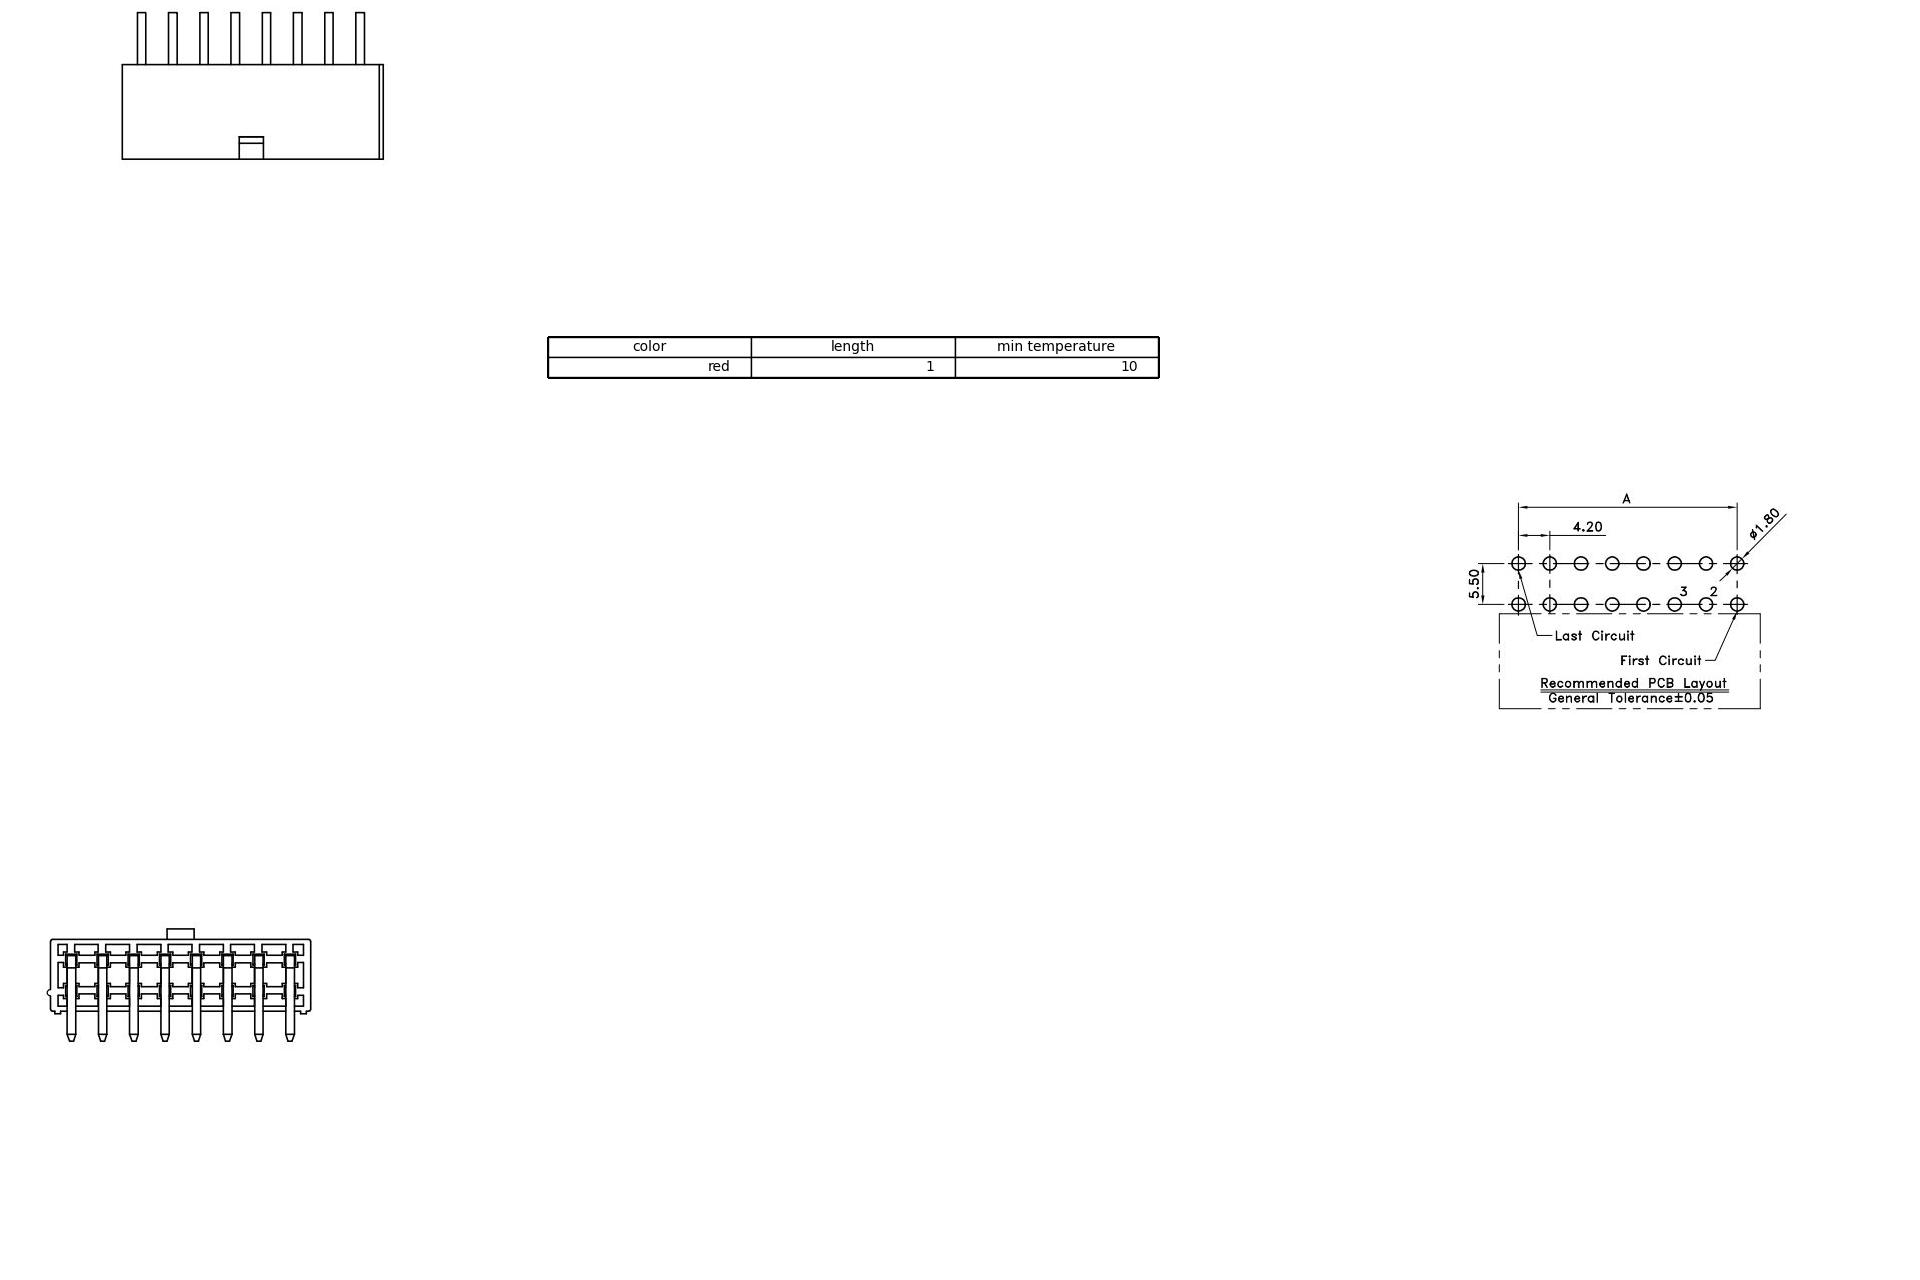 color length min temperature
red 1 10
A
4.20
ø1.80
5.50
3 2
Last Circuit
First Circuit
Recommended PCB Layout
General Tolerance±0.05